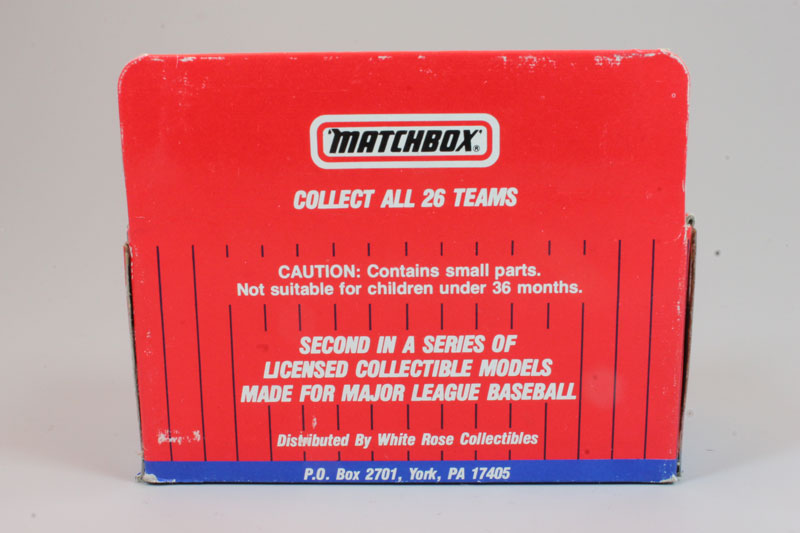 MATCHBOX®
COLLECT ALL 26 TEAMS
CAUTION: Contains small parts.
Not suitable for children under 36 months.
SECOND IN A SERIES OF
LICENSED COLLECTIBLE MODELS
MADE FOR MAJOR LEAGUE BASEBALL
Distributed By White Rose Collectibles
P.O. Box 2701, York, PA 17405